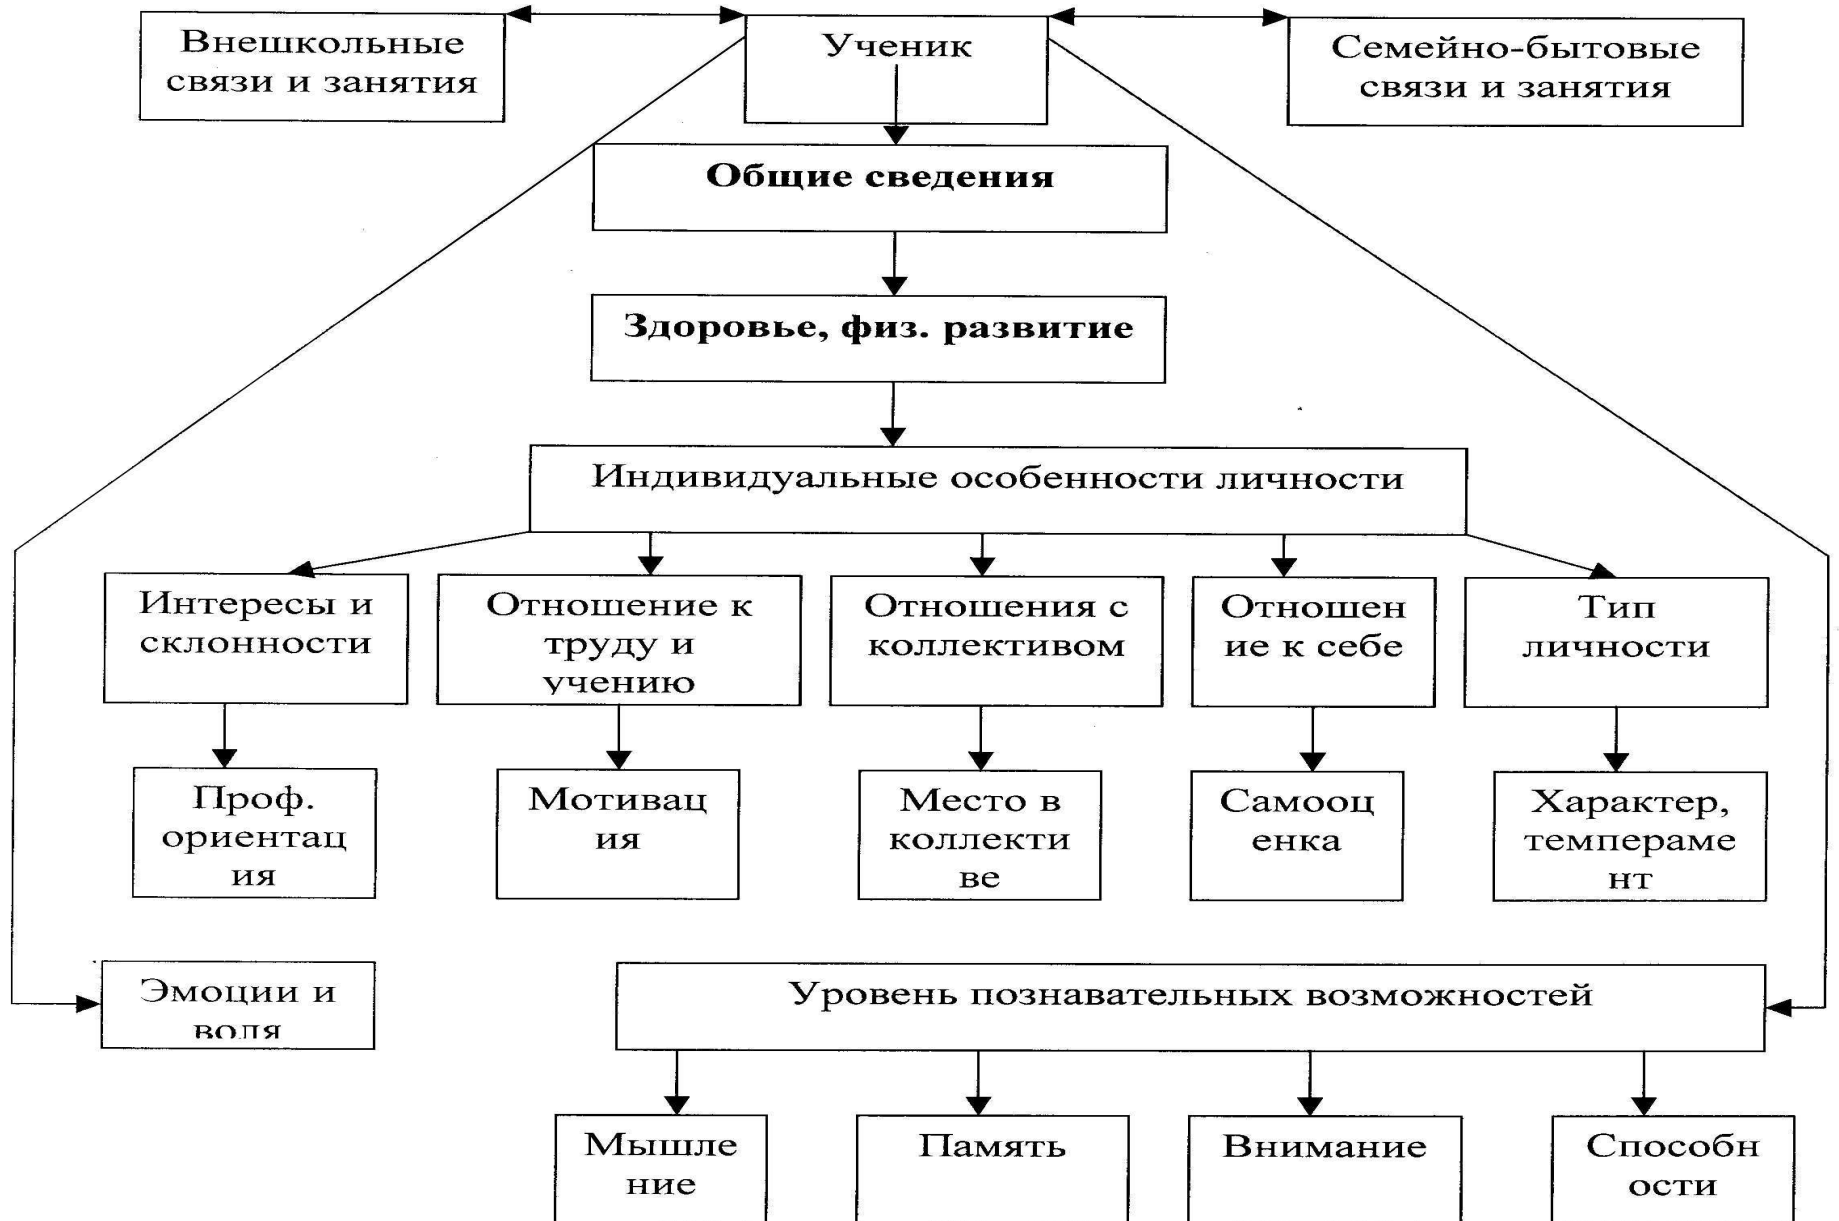 Внешкольные
связи и занятия
Ученик
Семейно-бытовые
связи и занятия
Общие сведения
Здоровье, физ. развитие
Индивидуальные особенности личности
Интересы и
склонности
Отношение к
труду и
учению
Отношения с
коллективом
Отношен
ие к себе
Тип
личности
Проф.
ориентац
ия
Мотивац
ия
Место в
коллекти
ве
Самооц
енка
Характер,
темпераме
нт
Эмоции и
воля
Уровень познавательных возможностей
Мышле
ние
Память
Внимание
Способн
ости